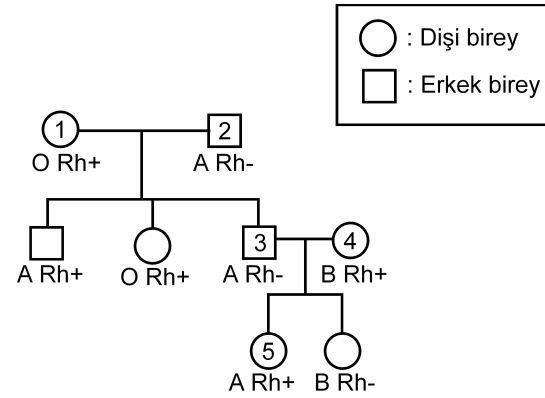 : Dişi birey
: Erkek birey
1 2
O Rh+ A Rh-
3 4
A Rh+ O Rh+ A Rh- B Rh+
5
A Rh+ B Rh-